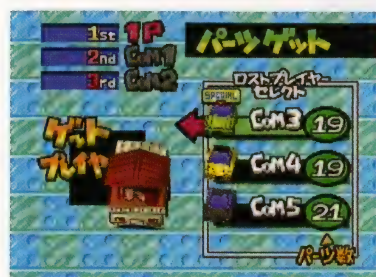 1st 1P
2nd Com1
3rd Com2
パーツゲット
ロストプレイヤー
セレクト
SPECIAL
Com3 19
Com4 19
Com5 21
パーツ数
ゲット
プレイヤー